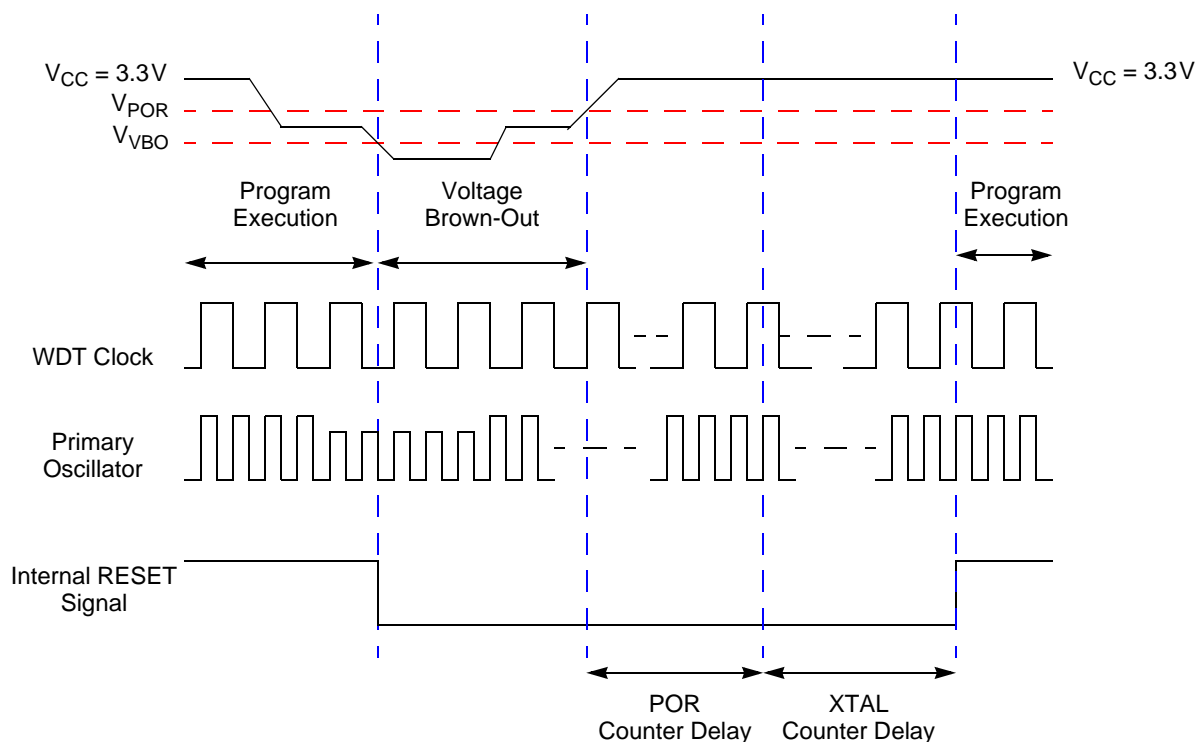 VCC = 3.3V
VCC = 3.3V
VPOR
VVBO
Program
Execution
Voltage
Brown-Out
Program
Execution
WDT Clock
Primary
Oscillator
Internal RESET
Signal
POR
Counter Delay
XTAL
Counter Delay